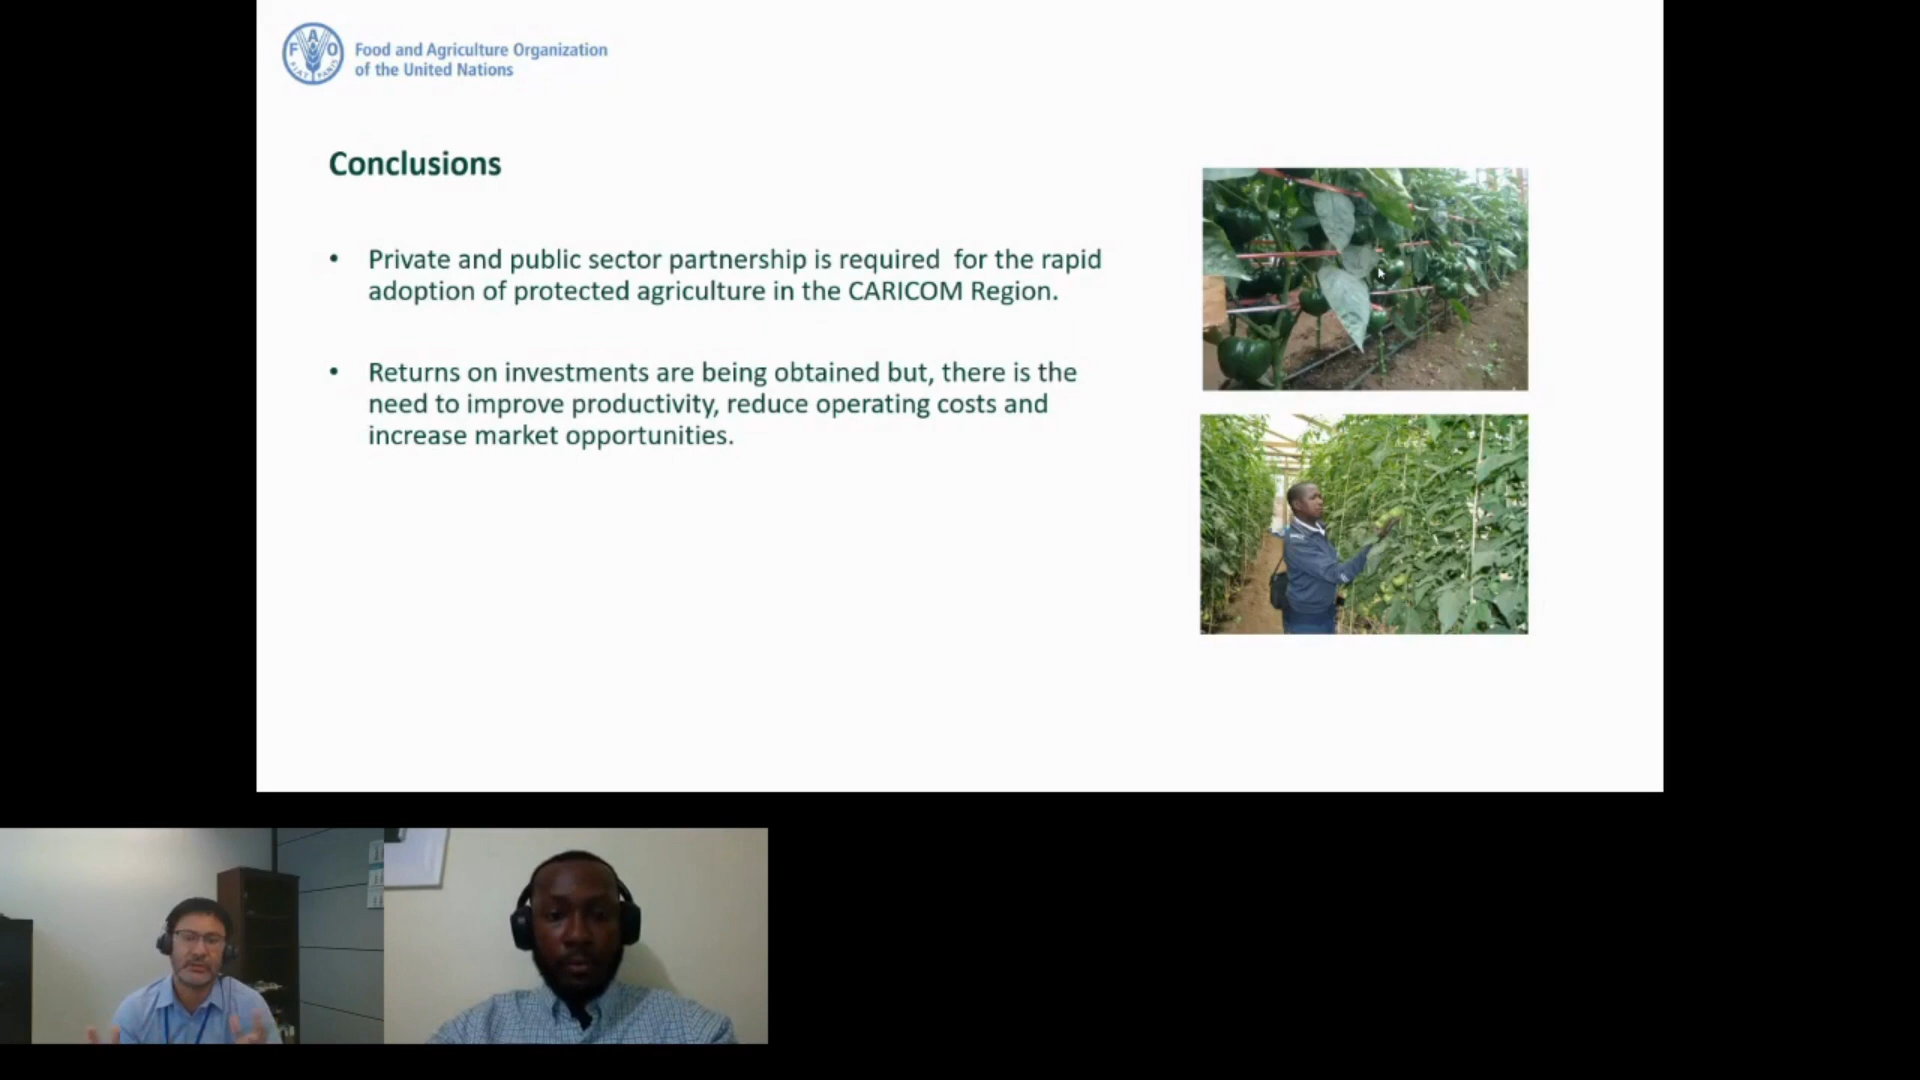 F A O
FIAT PANIS
Food and Agriculture Organization
of the United Nations
Conclusions
• Private and public sector partnership is required  for the rapid
adoption of protected agriculture in the CARICOM Region.
• Returns on investments are being obtained but, there is the
need to improve productivity, reduce operating costs and
increase market opportunities.